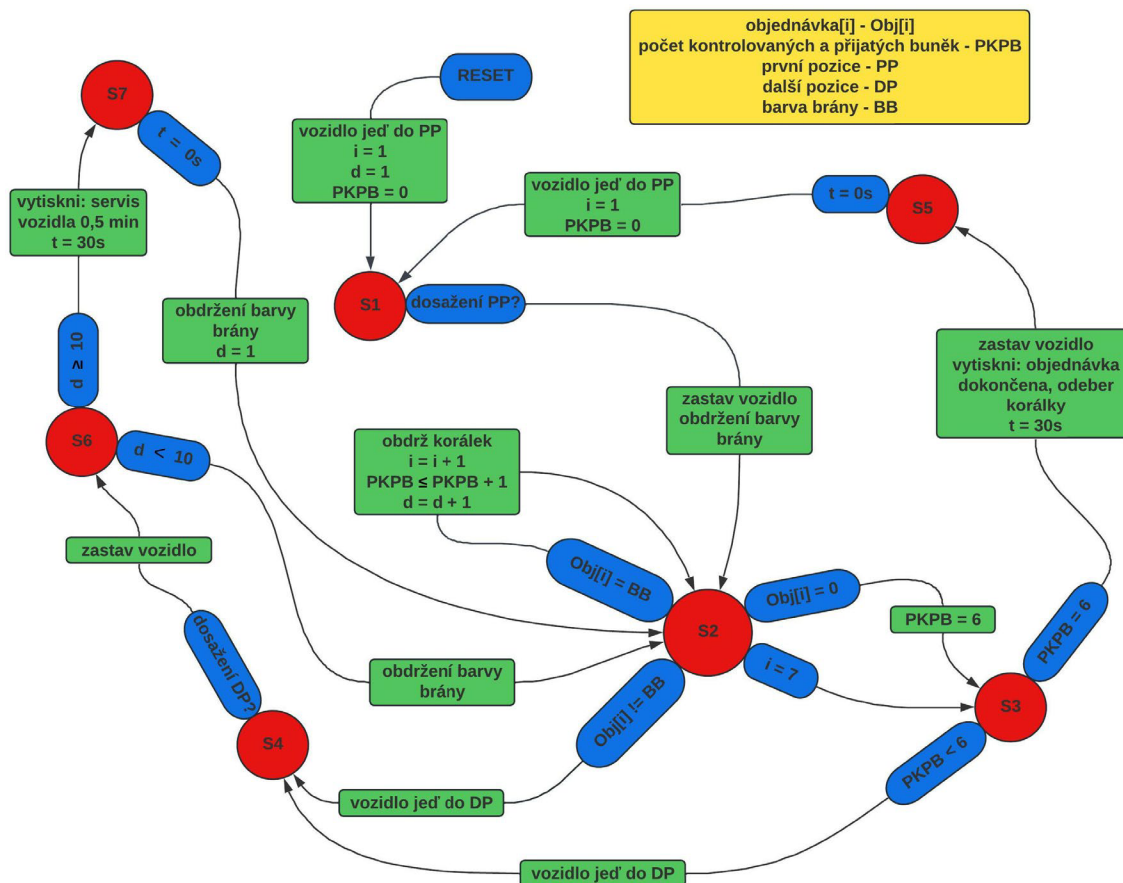 objednávka[i] - Obj[i]
počet kontrolovaných a přijatých buněk - PKPB
první pozice - PP
další pozice - DP
barva brány - BB
RESET
S7
t = 0s
vozidlo jeď do PP
i = 1
d = 1
PKPB = 0
vozidlo jeď do PP
i = 1
PKPB = 0
t = 0s
S5
vytiskni: servis
vozidla 0,5 min
t = 30s
S1
dosažení PP?
obdržení barvy
brány
d = 1
d ≥ 10
zastav vozidlo
vytiskni: objednávka
dokončena, odeber
korálky
t = 30s
zastav vozidlo
obdržení barvy
brány
S6
d < 10
obdrž korálek
i = i + 1
PKPB ≤ PKPB + 1
d = d + 1
zastav vozidlo
Obj[i] = BB
Obj[i] = 0
S2
PKPB = 6
PKPB = 6
dosažení DP?
obdržení barvy
brány
i = 7
Obj[i] != BB
S3
S4
PKPB < 6
vozidlo jeď do DP
vozidlo jeď do DP